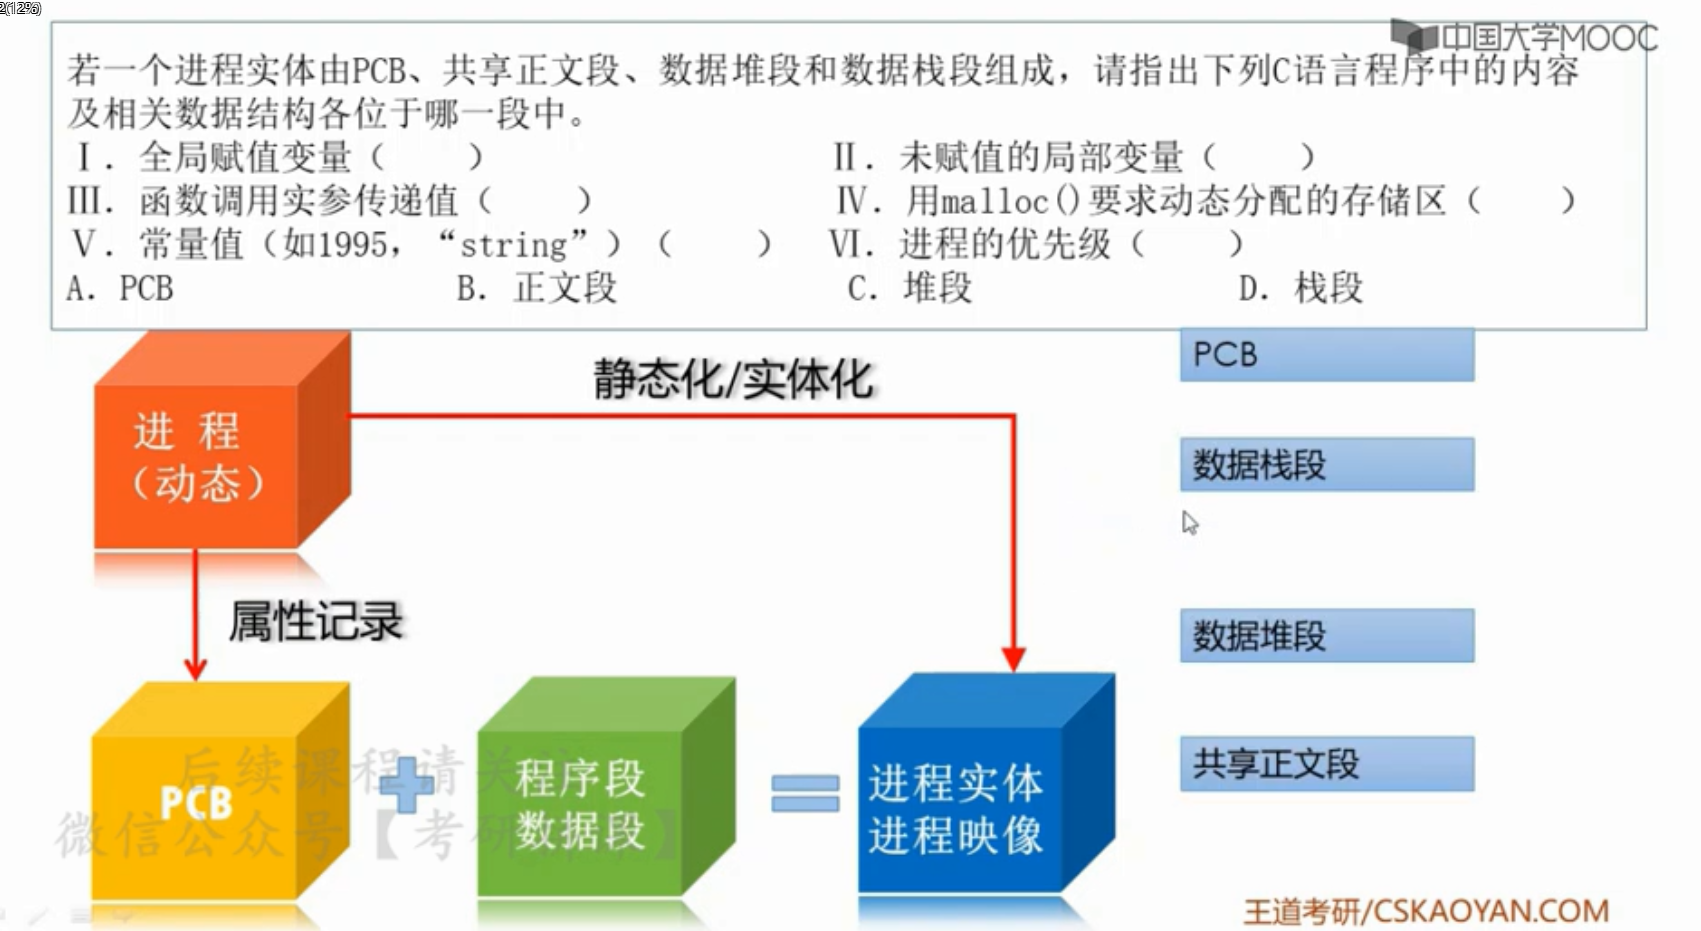 2(12%)
中国大学MOOC
若一个进程实体由PCB、共享正文段、数据堆段和数据栈段组成，请指出下列C语言程序中的内容
及相关数据结构各位于哪一段中。
Ⅰ．全局赋值变量（　　） Ⅱ．未赋值的局部变量（　　）
Ⅲ．函数调用实参传递值（　　） Ⅳ．用malloc()要求动态分配的存储区（　　）
Ⅴ．常量值（如1995，“string”）（　　） Ⅵ．进程的优先级（　　）
A．PCB B．正文段 C．堆段 D．栈段
静态化/实体化
PCB
进 程
（动态）
数据栈段
属性记录
数据堆段
共享正文段
PCB
程序段
数据段
进程实体
进程映像
后续课程请关
微信公众号【考研
王道考研/CSKAOYAN.COM